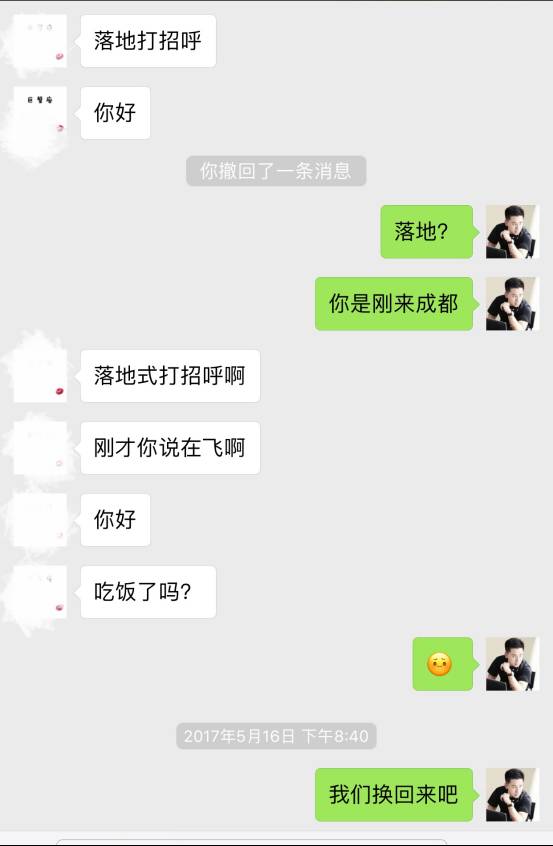 落地打招呼
你好
你撤回了一条消息
落地？
你是刚来成都
落地式打招呼啊
刚才你说在飞啊
你好
吃饭了吗？
2017年5月16日 下午8:40
我们换回来吧